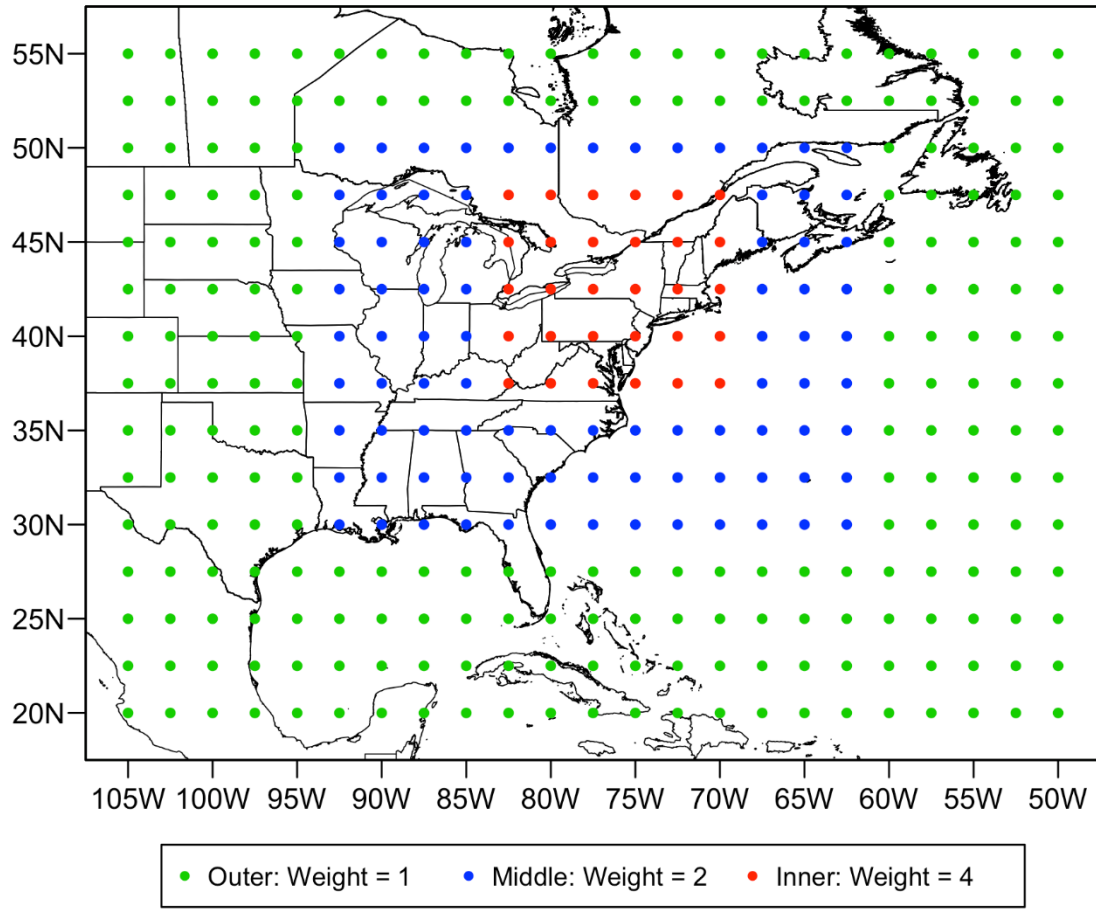 55N
50N
45N
40N
35N
30N
25N
20N
105W 100W 95W 90W 85W 80W 75W 70W 65W 60W 55W 50W
Outer: Weight = 1 Middle: Weight = 2 Inner: Weight = 4